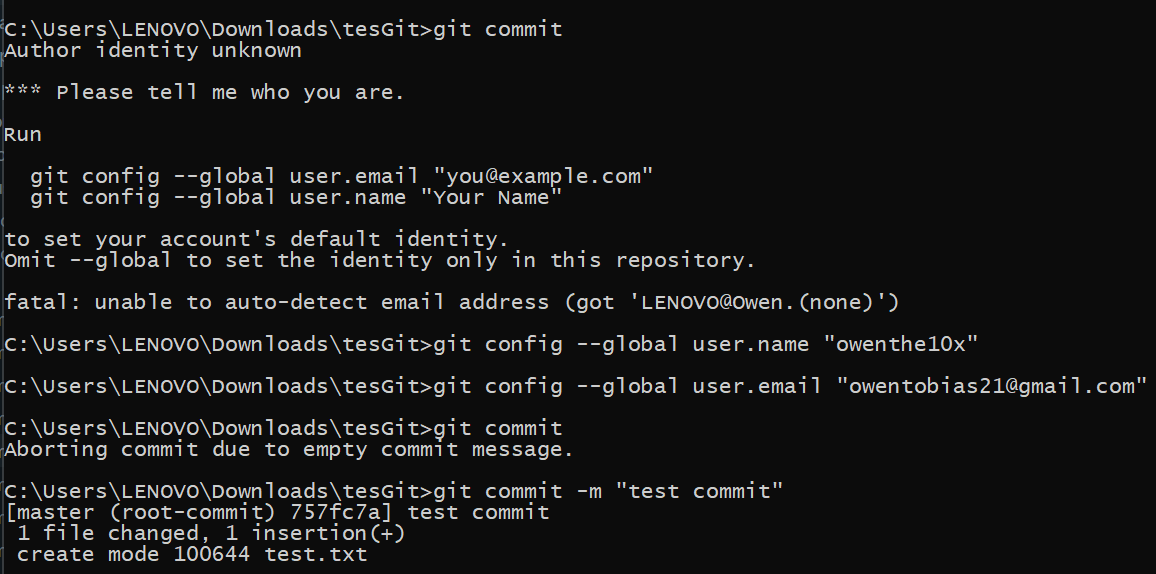 C:\Users\LENOVO\Downloads\tesGit>git commit
Author identity unknown
*** Please tell me who you are.
Run
git config --global user.email "you@example.com"
git config --global user.name "Your Name"
to set your account's default identity.
Omit --global to set the identity only in this repository.
fatal: unable to auto-detect email address (got 'LENOVO@Owen.(none)')
C:\Users\LENOVO\Downloads\tesGit>git config --global user.name "owenthe10x"
C:\Users\LENOVO\Downloads\tesGit>git config --global user.email "owentobias21@gmail.com"
C:\Users\LENOVO\Downloads\tesGit>git commit
Aborting commit due to empty commit message.
C:\Users\LENOVO\Downloads\tesGit>git commit -m "test commit"
[master (root-commit) 757fc7a] test commit
1 file changed, 1 insertion(+)
create mode 100644 test.txt